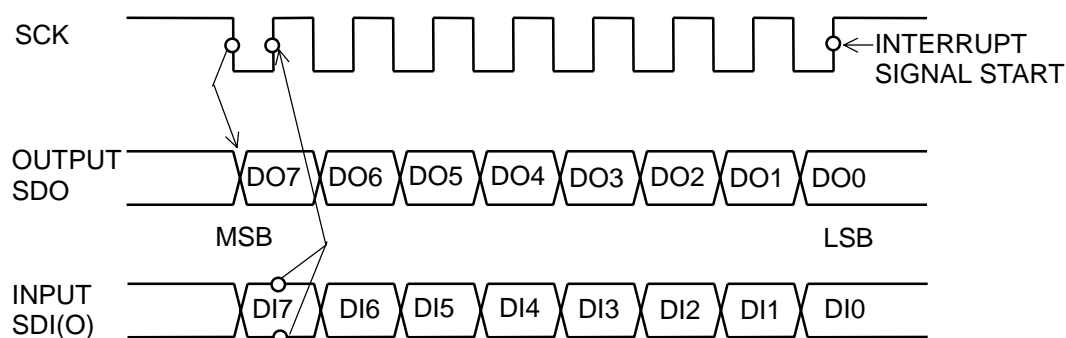 SCK
INTERRUPT
SIGNAL START
OUTPUT
SDO
DO7 DO6 DO5 DO4 DO3 DO2 DO1 DO0
MSB LSB
INPUT
SDI(O)
DI7 DI6 DI5 DI4 DI3 DI2 DI1 DI0